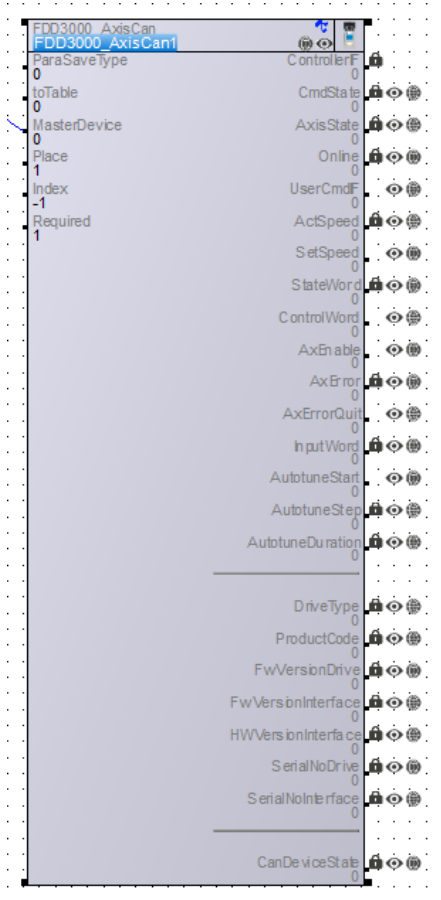 FDD3000_AxisCan
FDD3000_AxisCan1
ParaSaveType ControllerIF
0 0
toTable CmdState
0 0
MasterDevice AxisState
0 0
Place Online
1 0
Index UserCmdIF
-1 0
Required ActSpeed
1 0
SetSpeed
0
StateWord
0
ControlWord
0
AxEnable
0
AxError
0
AxErrorQuit
0
InputWord
0
AutotuneStart
0
AutotuneStep
0
AutotuneDuration
0
DriveType
0
ProductCode
0
FwVersionDrive
0
FwVersionInterface
0
HWVersionInterface
0
SerialNoDrive
0
SerialNoInterface
0
CanDeviceState
0